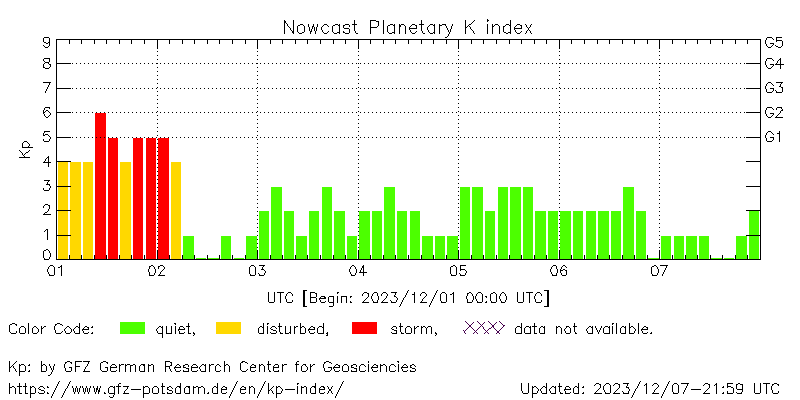 Nowcast Planetary K index
9 G5
8 G4
7 G3
6 G2
5 G1
Kp
4
3
2
1
0
01 02 03 04 05 06 07
UTC [Begin: 2023/12/01 00:00 UTC]
Color Code: quiet, disturbed, storm, data not available.
Kp: by GFZ German Research Center for Geosciencies
https://www.gfz-potsdam.de/en/kp-index/ Updated: 2023/12/07-21:59 UTC